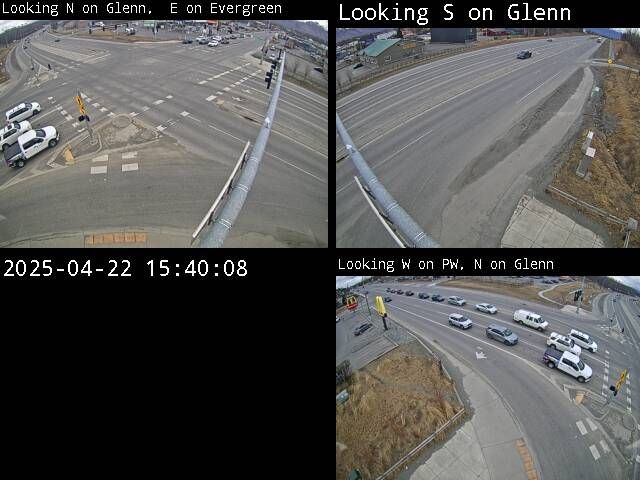 Looking N on Glenn,  E on Evergreen
Looking S on Glenn
2025-04-22 15:40:08
Looking W on PW, N on Glenn